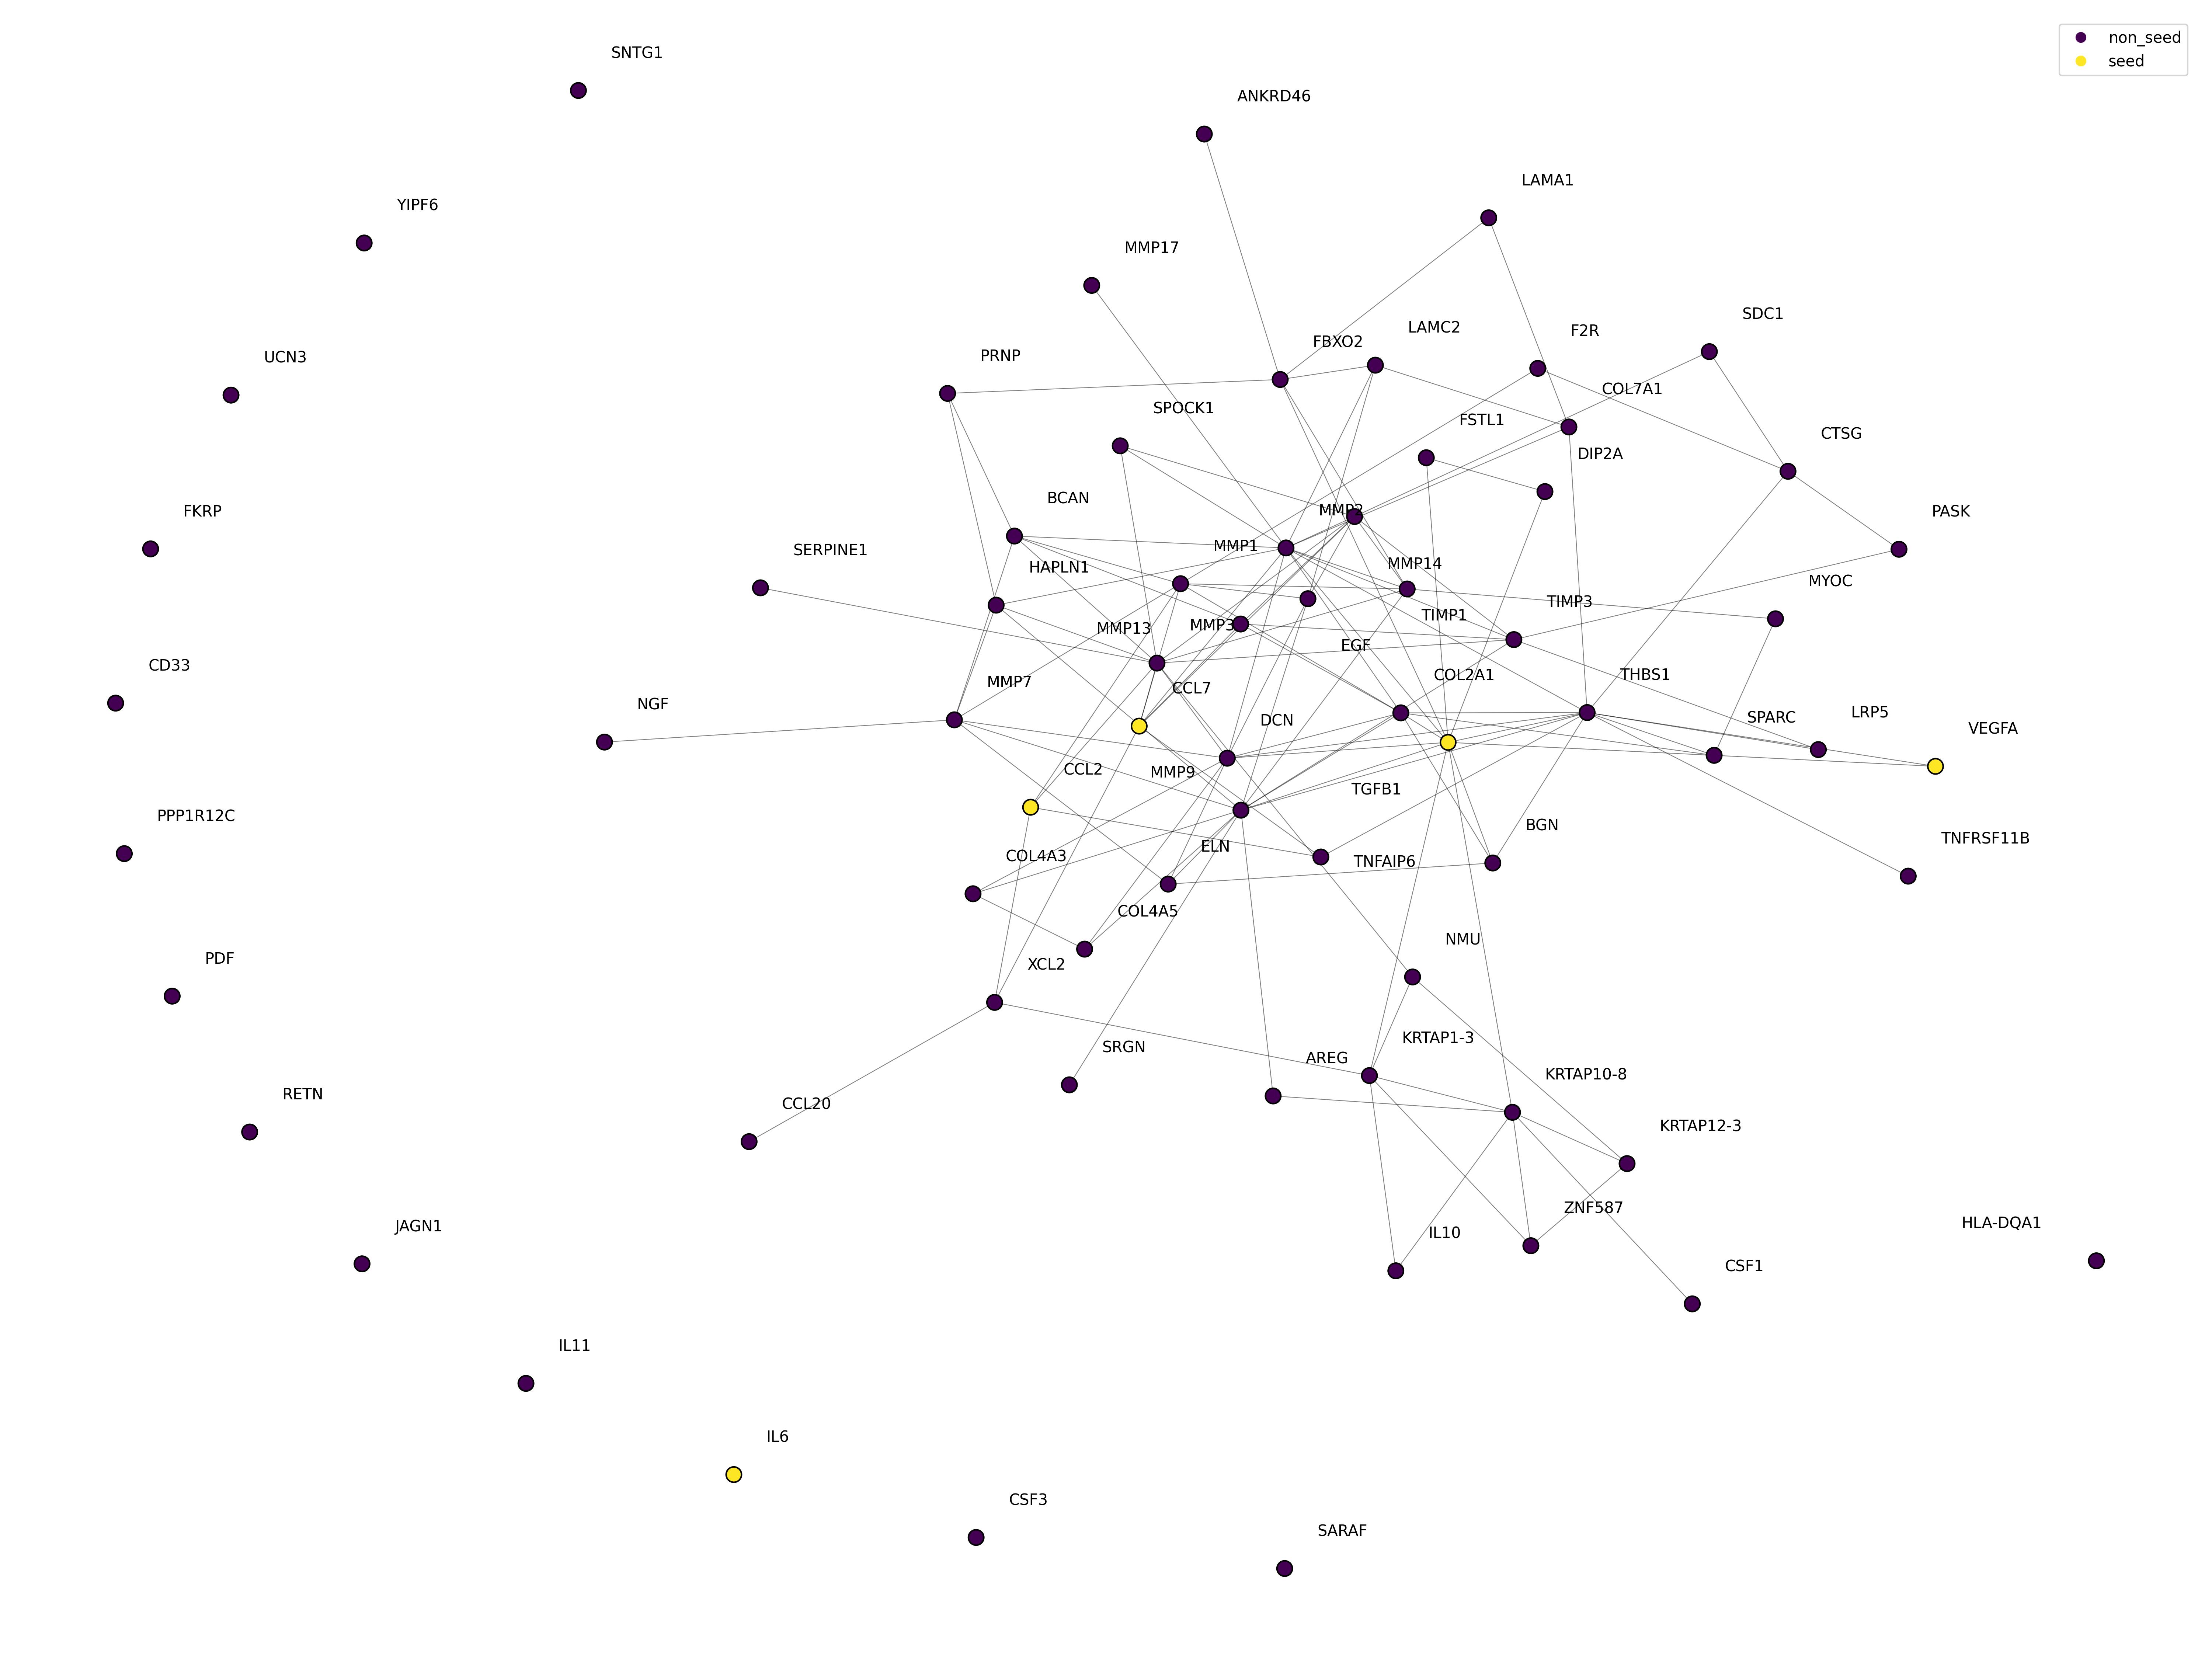 non_seed
seed
SNTG1
ANKRD46
LAMA1
YIPF6
MMP17
SDC1
LAMC2
F2R
FBXO2
PRNP
UCN3
COL7A1
SPOCK1
FSTL1
CTSG
DIP2A
BCAN
MMP2
FKRP
PASK
MMP1
SERPINE1
MMP14
HAPLN1
MYOC
TIMP3
TIMP1
MMP3
MMP13
EGF
CD33
COL2A1
THBS1
MMP7
CCL7
NGF
LRP5
SPARC
DCN
VEGFA
CCL2
MMP9
TGFB1
PPP1R12C
BGN
TNFRSF11B
ELN
COL4A3
TNFAIP6
COL4A5
NMU
PDF
XCL2
KRTAP1-3
SRGN
AREG
KRTAP10-8
RETN
CCL20
KRTAP12-3
ZNF587
HLA-DQA1
JAGN1
IL10
CSF1
IL11
IL6
CSF3
SARAF